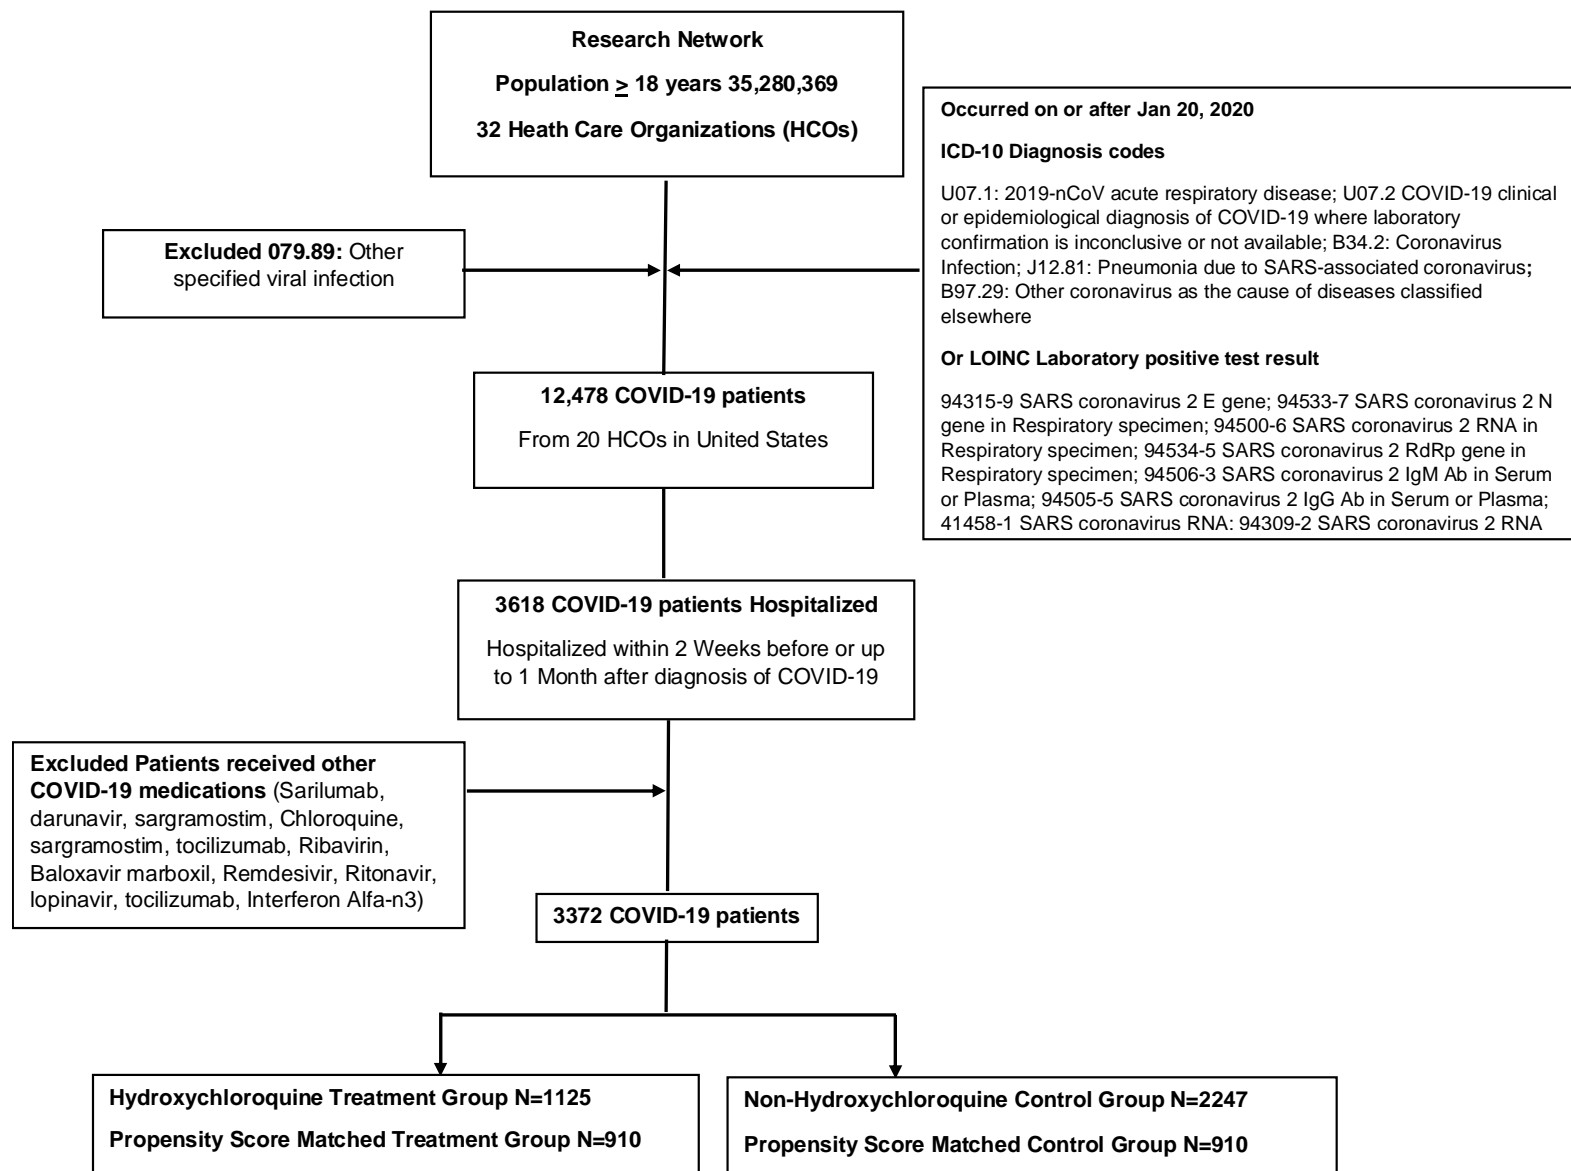 Research Network
Population ≥ 18 years 35,280,369
32 Heath Care Organizations (HCOs)
Occurred on or after Jan 20, 2020
ICD-10 Diagnosis codes
U07.1: 2019-nCoV acute respiratory disease; U07.2 COVID-19 clinical
or epidemiological diagnosis of COVID-19 where laboratory
confirmation is inconclusive or not available; B34.2: Coronavirus
Infection; J12.81: Pneumonia due to SARS-associated coronavirus;
B97.29: Other coronavirus as the cause of diseases classified
elsewhere
Or LOINC Laboratory positive test result
94315-9 SARS coronavirus 2 E gene; 94533-7 SARS coronavirus 2 N
gene in Respiratory specimen; 94500-6 SARS coronavirus 2 RNA in
Respiratory specimen; 94534-5 SARS coronavirus 2 RdRp gene in
Respiratory specimen; 94506-3 SARS coronavirus 2 IgM Ab in Serum
or Plasma; 94505-5 SARS coronavirus 2 IgG Ab in Serum or Plasma;
41458-1 SARS coronavirus RNA: 94309-2 SARS coronavirus 2 RNA
Excluded 079.89: Other
specified viral infection
12,478 COVID-19 patients
From 20 HCOs in United States
3618 COVID-19 patients Hospitalized
Hospitalized within 2 Weeks before or up
to 1 Month after diagnosis of COVID-19
Excluded Patients received other
COVID-19 medications (Sarilumab,
darunavir, sargramostim, Chloroquine,
sargramostim, tocilizumab, Ribavirin,
Baloxavir marboxil, Remdesivir, Ritonavir,
lopinavir, tocilizumab, Interferon Alfa-n3)
3372 COVID-19 patients
Hydroxychloroquine Treatment Group N=1125
Propensity Score Matched Treatment Group N=910
Non-Hydroxychloroquine Control Group N=2247
Propensity Score Matched Control Group N=910